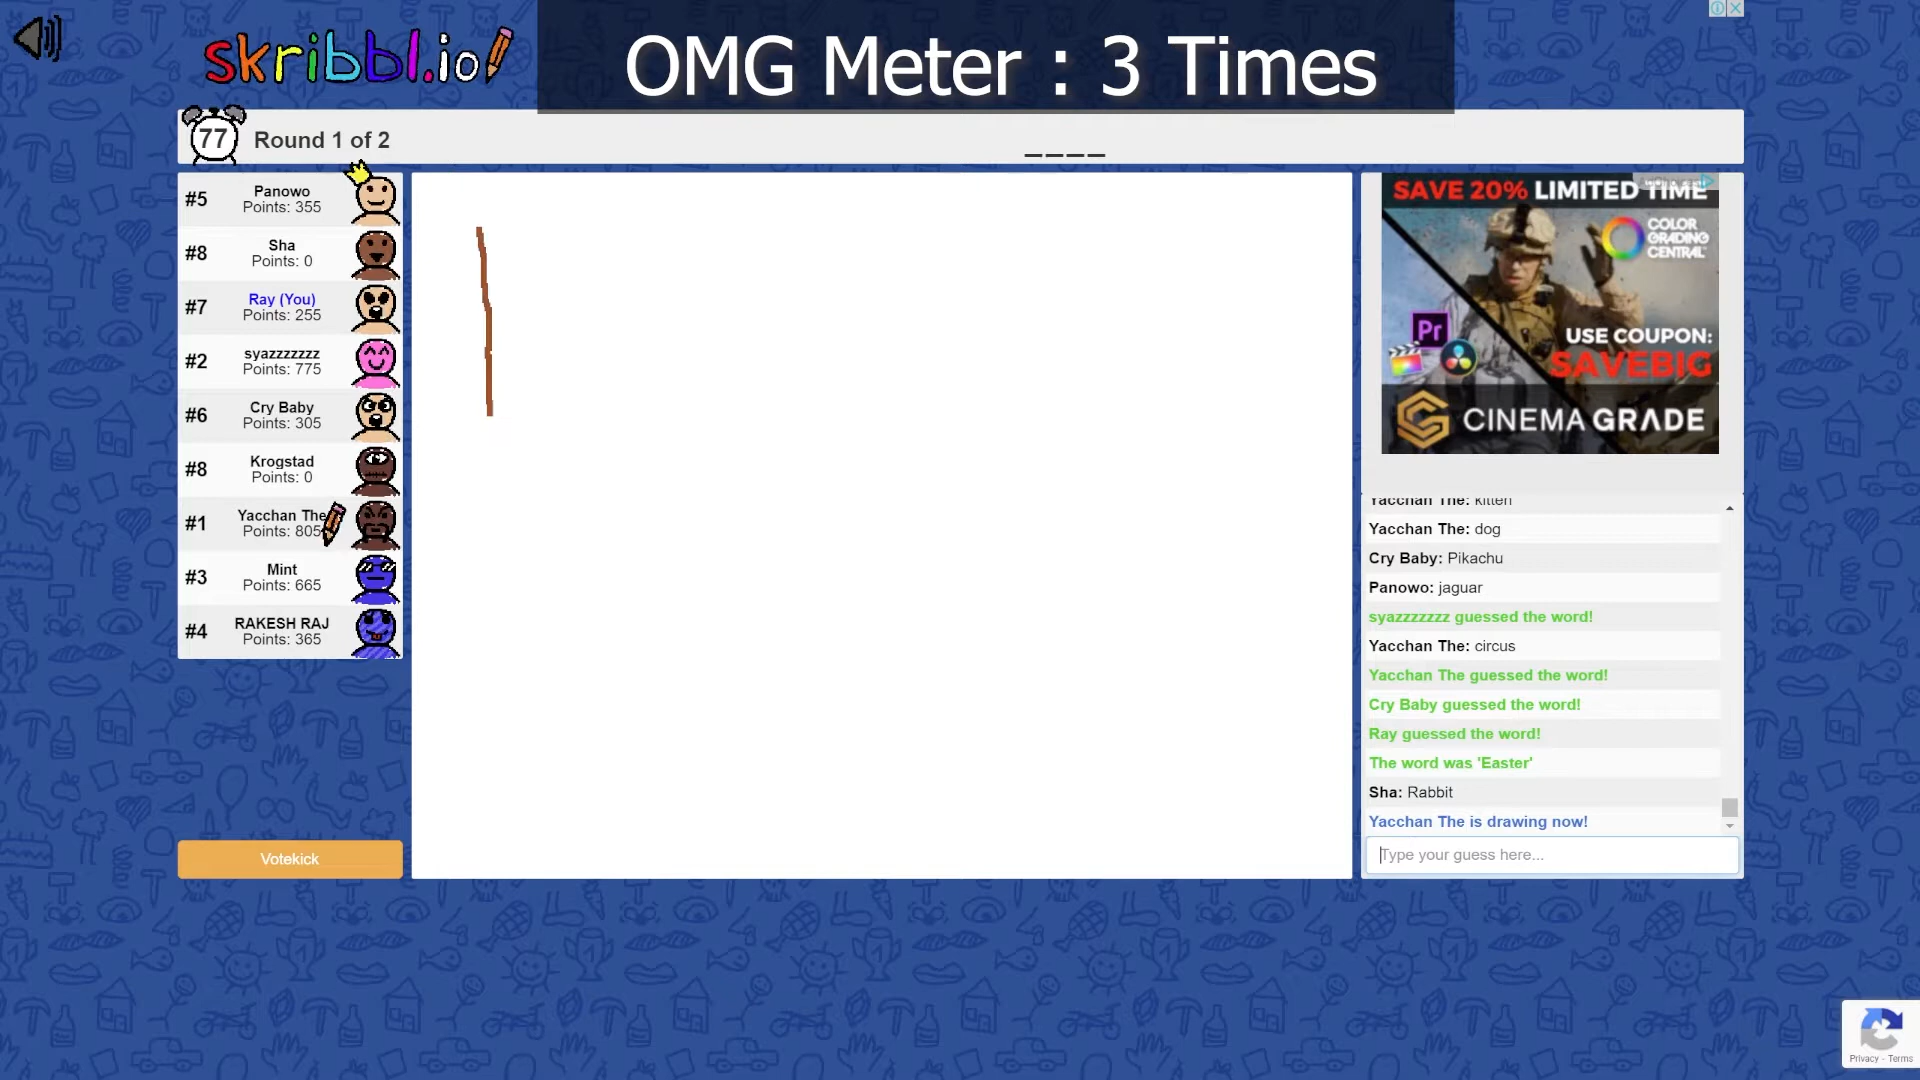 skribbl.io
OMG Meter : 3 Times
77
Round 1 of 2
____
#5
Panowo
Points: 355
#8
Sha
Points: 0
#7
Ray (You)
Points: 255
#2
syazzzzzzz
Points: 775
#6
Cry Baby
Points: 305
#8
Krogstad
Points: 0
#1
Yacchan The
Points: 805
#3
Mint
Points: 665
#4
RAKESH RAJ
Points: 365
Votekick
SAVE 20% LIMITED TIME
COLOR
GRADING
CENTRAL
Pr
USE COUPON:
SAVEBIG
CINEMA GRADE
Yacchan The: kitten
Yacchan The: dog
Cry Baby: Pikachu
Panowo: jaguar
syazzzzzzz guessed the word!
Yacchan The: circus
Yacchan The guessed the word!
Cry Baby guessed the word!
Ray guessed the word!
The word was 'Easter'
Sha: Rabbit
Yacchan The is drawing now!
Type your guess here...
Privacy - Terms